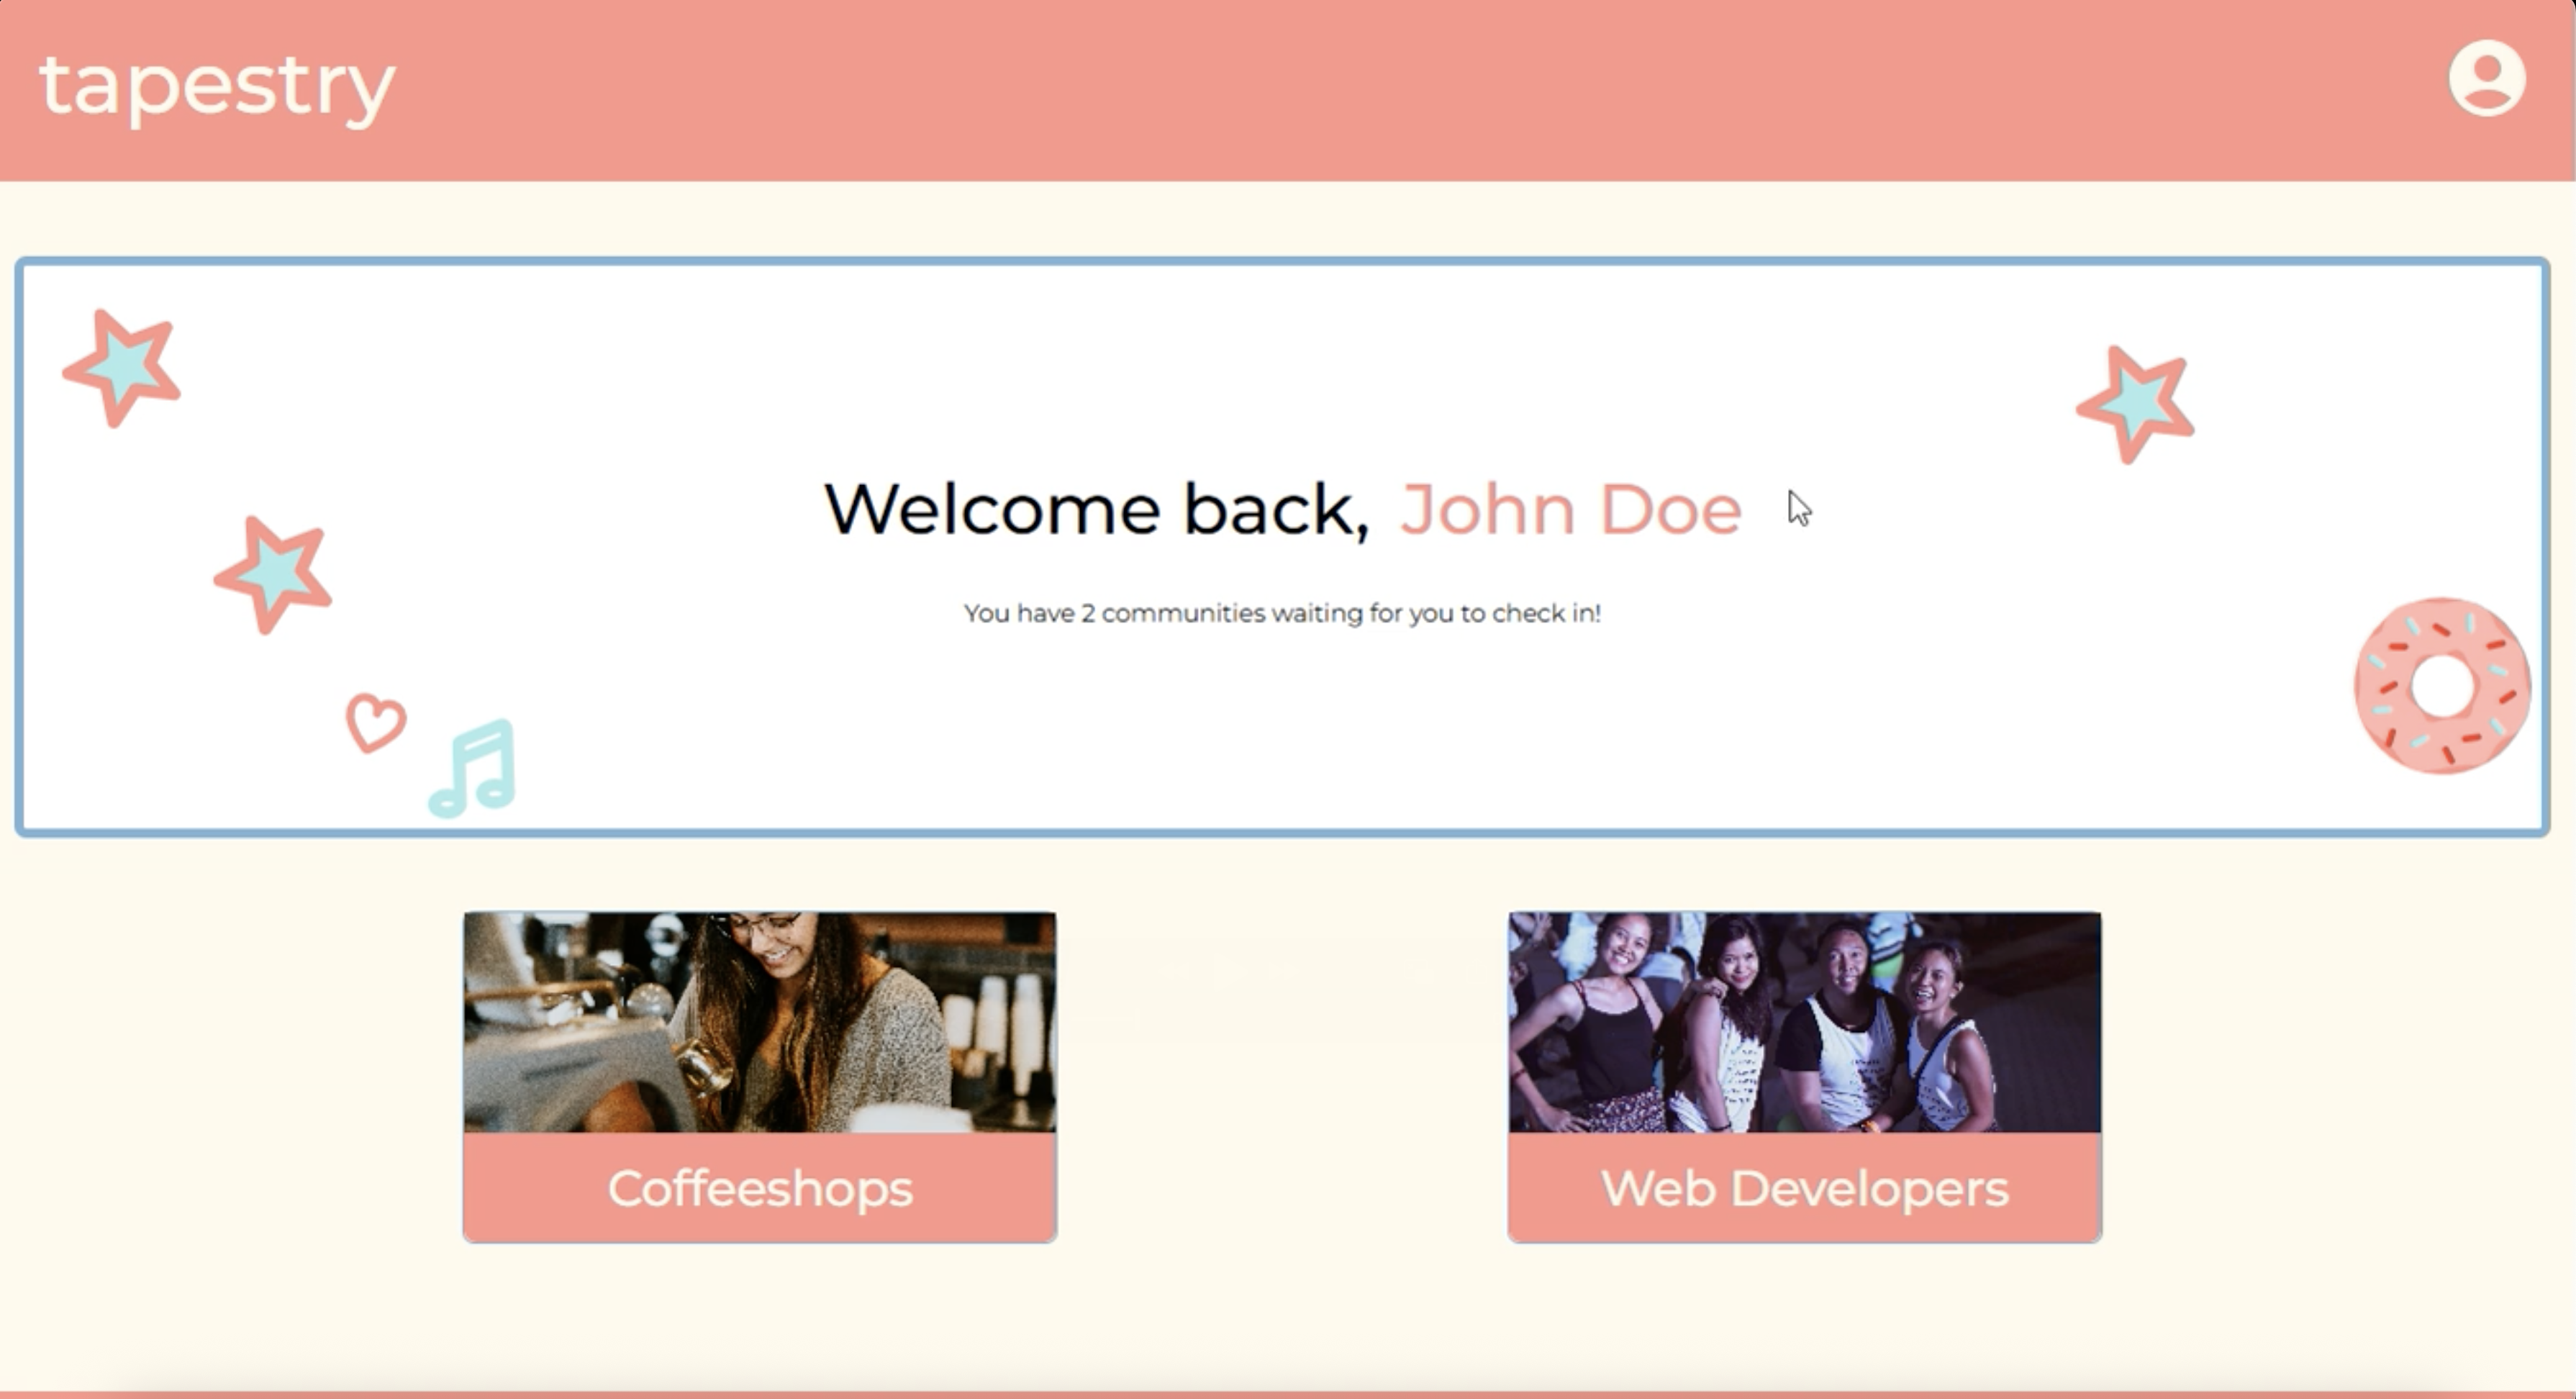 tapestry
Welcome back, John Doe
You have 2 communities waiting for you to check in!
Coffeeshops
Web Developers